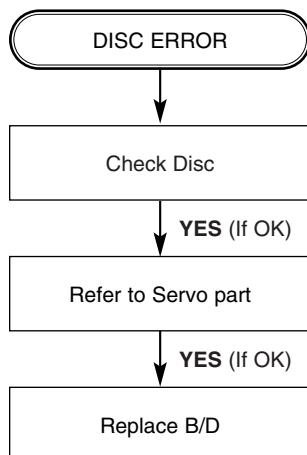 DISC ERROR
Check Disc
YES (If OK)
Refer to Servo part
YES (If OK)
Replace B/D